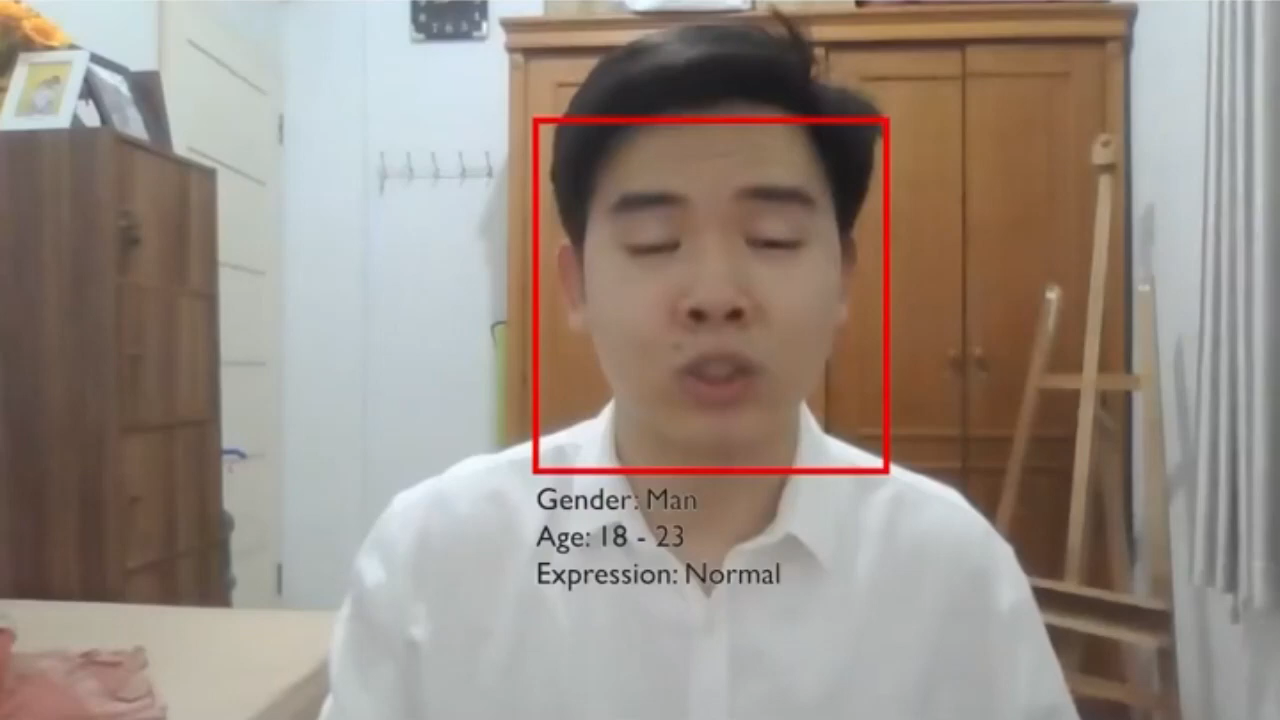 Gender: Man
Age: 18 - 23
Expression: Normal